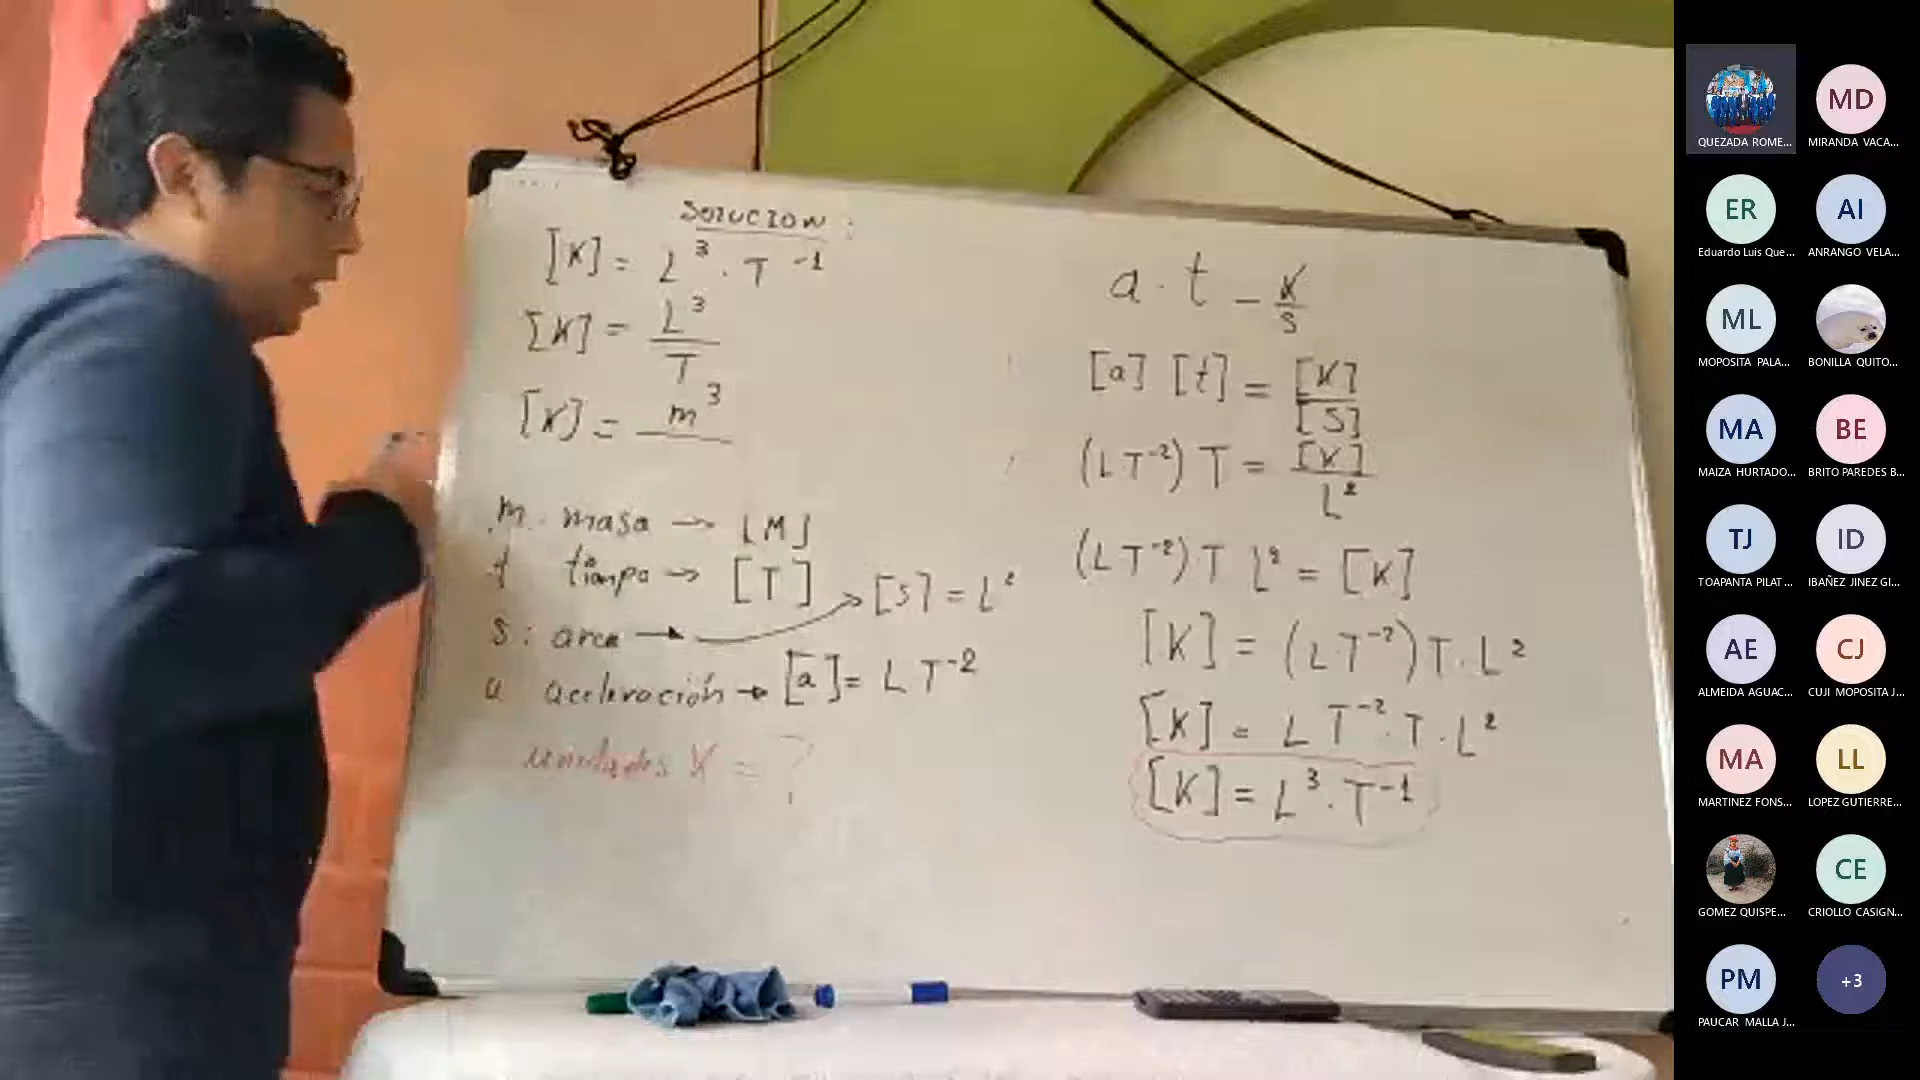 SOLUCION:
[K] = L³ · T⁻¹
[K] = L³/T
[K] = m³
m: masa → [M]
t tiempo → [T]
s: area → [S] = L²
a aceleración → [a] = L T⁻²
unidades K = ?
a · t - K/S
[a] [t] = [K]/[S]
(L T⁻²) T = [K]/L²
(L T⁻²) T L² = [K]
[K] = (L T⁻²) T · L²
[K] = L T⁻² · T · L²
[K] = L³ · T⁻¹
QUEZADA ROME...
MD
MIRANDA VACA...
ER
Eduardo Luis Que...
AI
ANRANGO VELA...
ML
MOPOSITA PALA...
BONILLA QUITO...
MA
MAIZA HURTADO...
BE
BRITO PAREDES B...
TJ
TOAPANTA PILAT...
ID
IBAÑEZ JINEZ GI...
AE
ALMEIDA AGUAC...
CJ
CUJI MOPOSITA J...
MA
MARTINEZ FONS...
LL
LOPEZ GUTIERRE...
GOMEZ QUISPE...
CE
CRIOLLO CASIGN...
PM
PAUCAR MALLA J...
+3